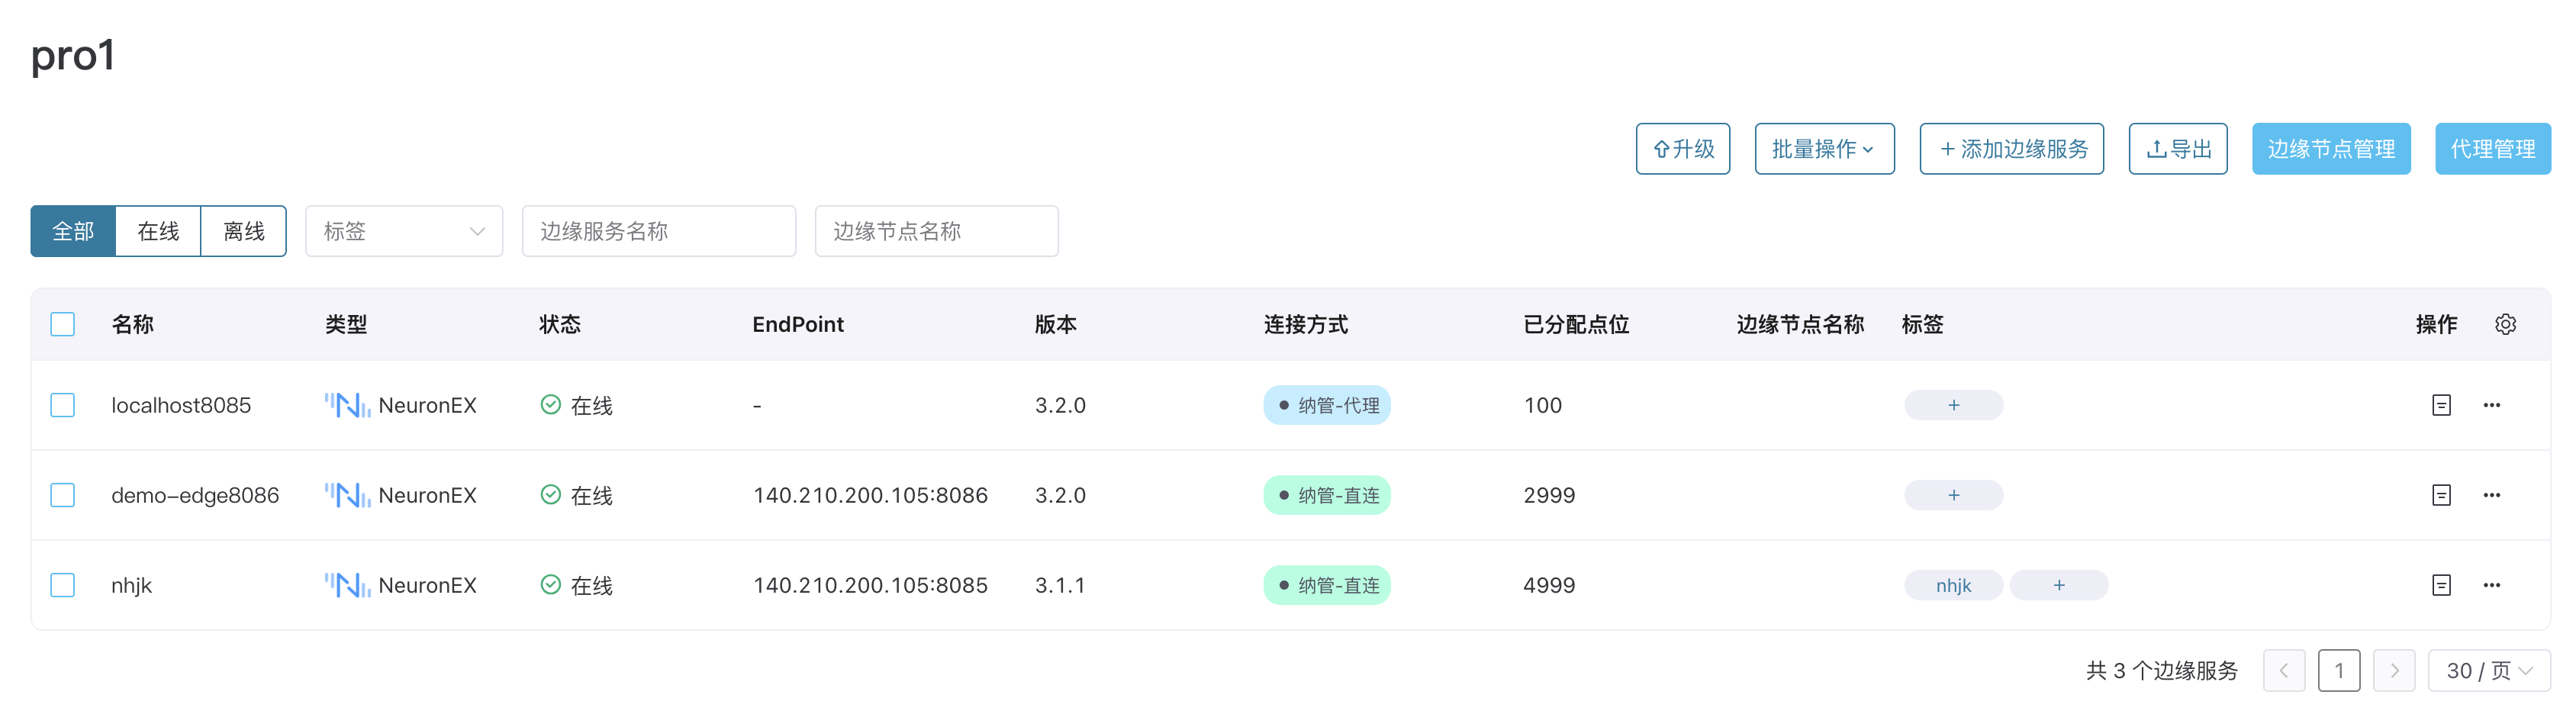 pro1
升级 批量操作 + 添加边缘服务 导出 边缘节点管理 代理管理
全部 在线 离线 标签 边缘服务名称 边缘节点名称
名称 类型 状态 EndPoint 版本 连接方式 已分配点位 边缘节点名称 标签 操作
localhost8085 NeuronEX 在线 - 3.2.0 纳管-代理 100 +
demo-edge8086 NeuronEX 在线 140.210.200.105:8086 3.2.0 纳管-直连 2999 +
nhjk NeuronEX 在线 140.210.200.105:8085 3.1.1 纳管-直连 4999 nhjk +
共 3 个边缘服务 1 30 / 页